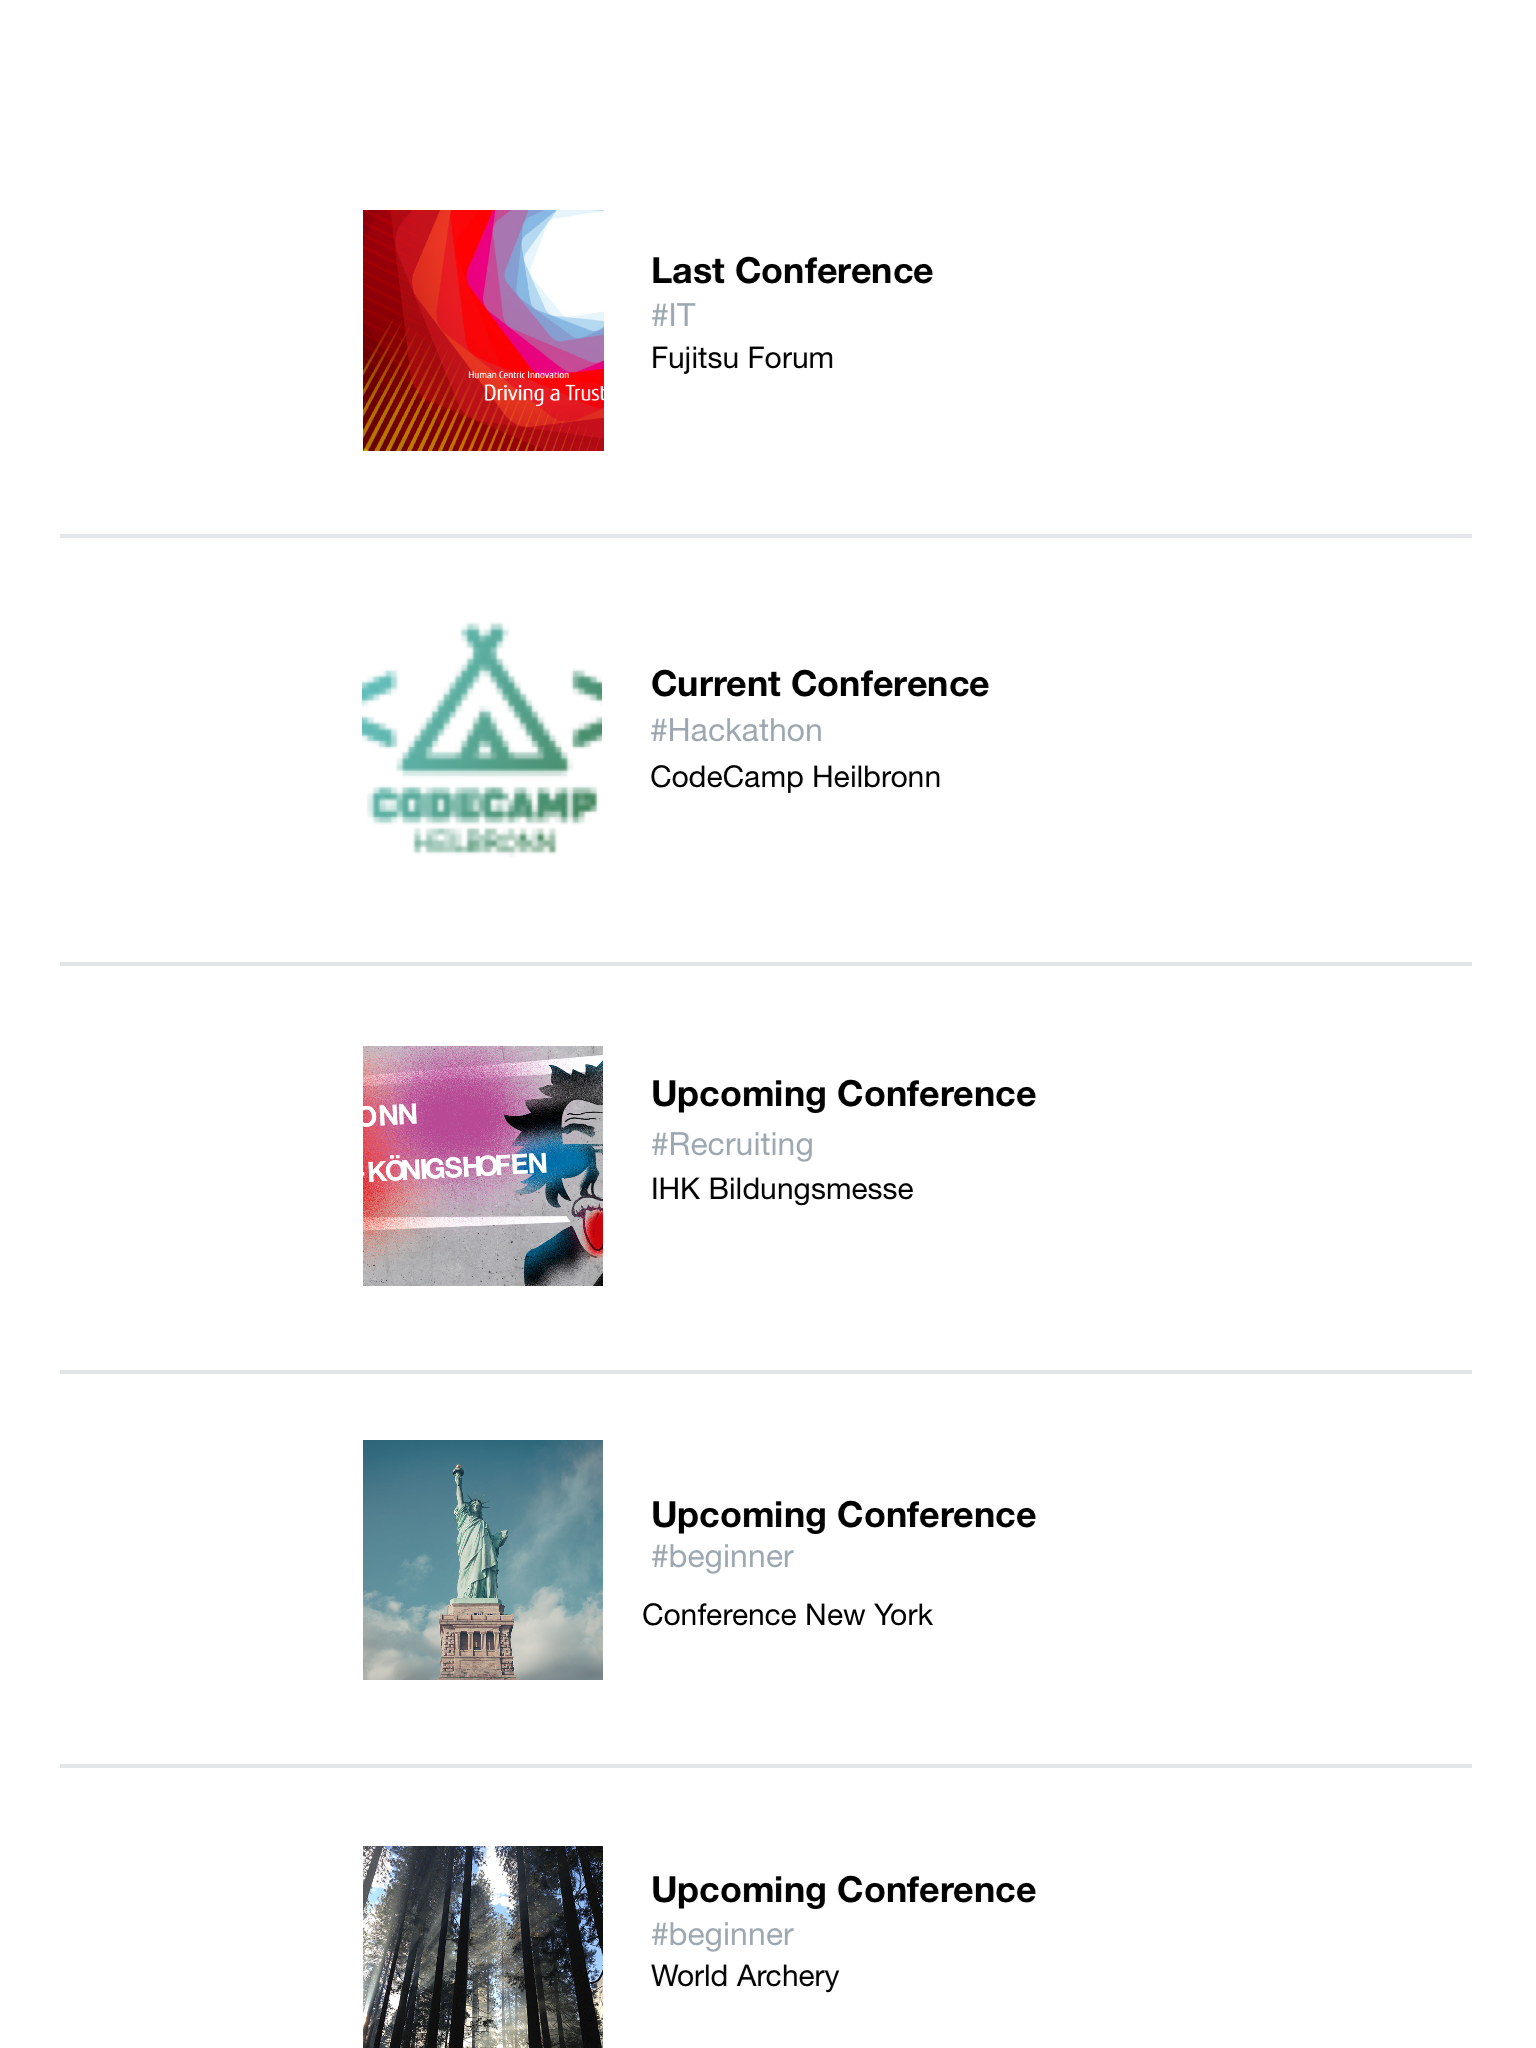 Human Centric Innovation
Driving a Trust
Last Conference
#IT
Fujitsu Forum
CODECAMP
HEILBRONN
Current Conference
#Hackathon
CodeCamp Heilbronn
ONN
-KÖNIGSHOFEN
Upcoming Conference
#Recruiting
IHK Bildungsmesse
Upcoming Conference
#beginner
Conference New York
Upcoming Conference
#beginner
World Archery